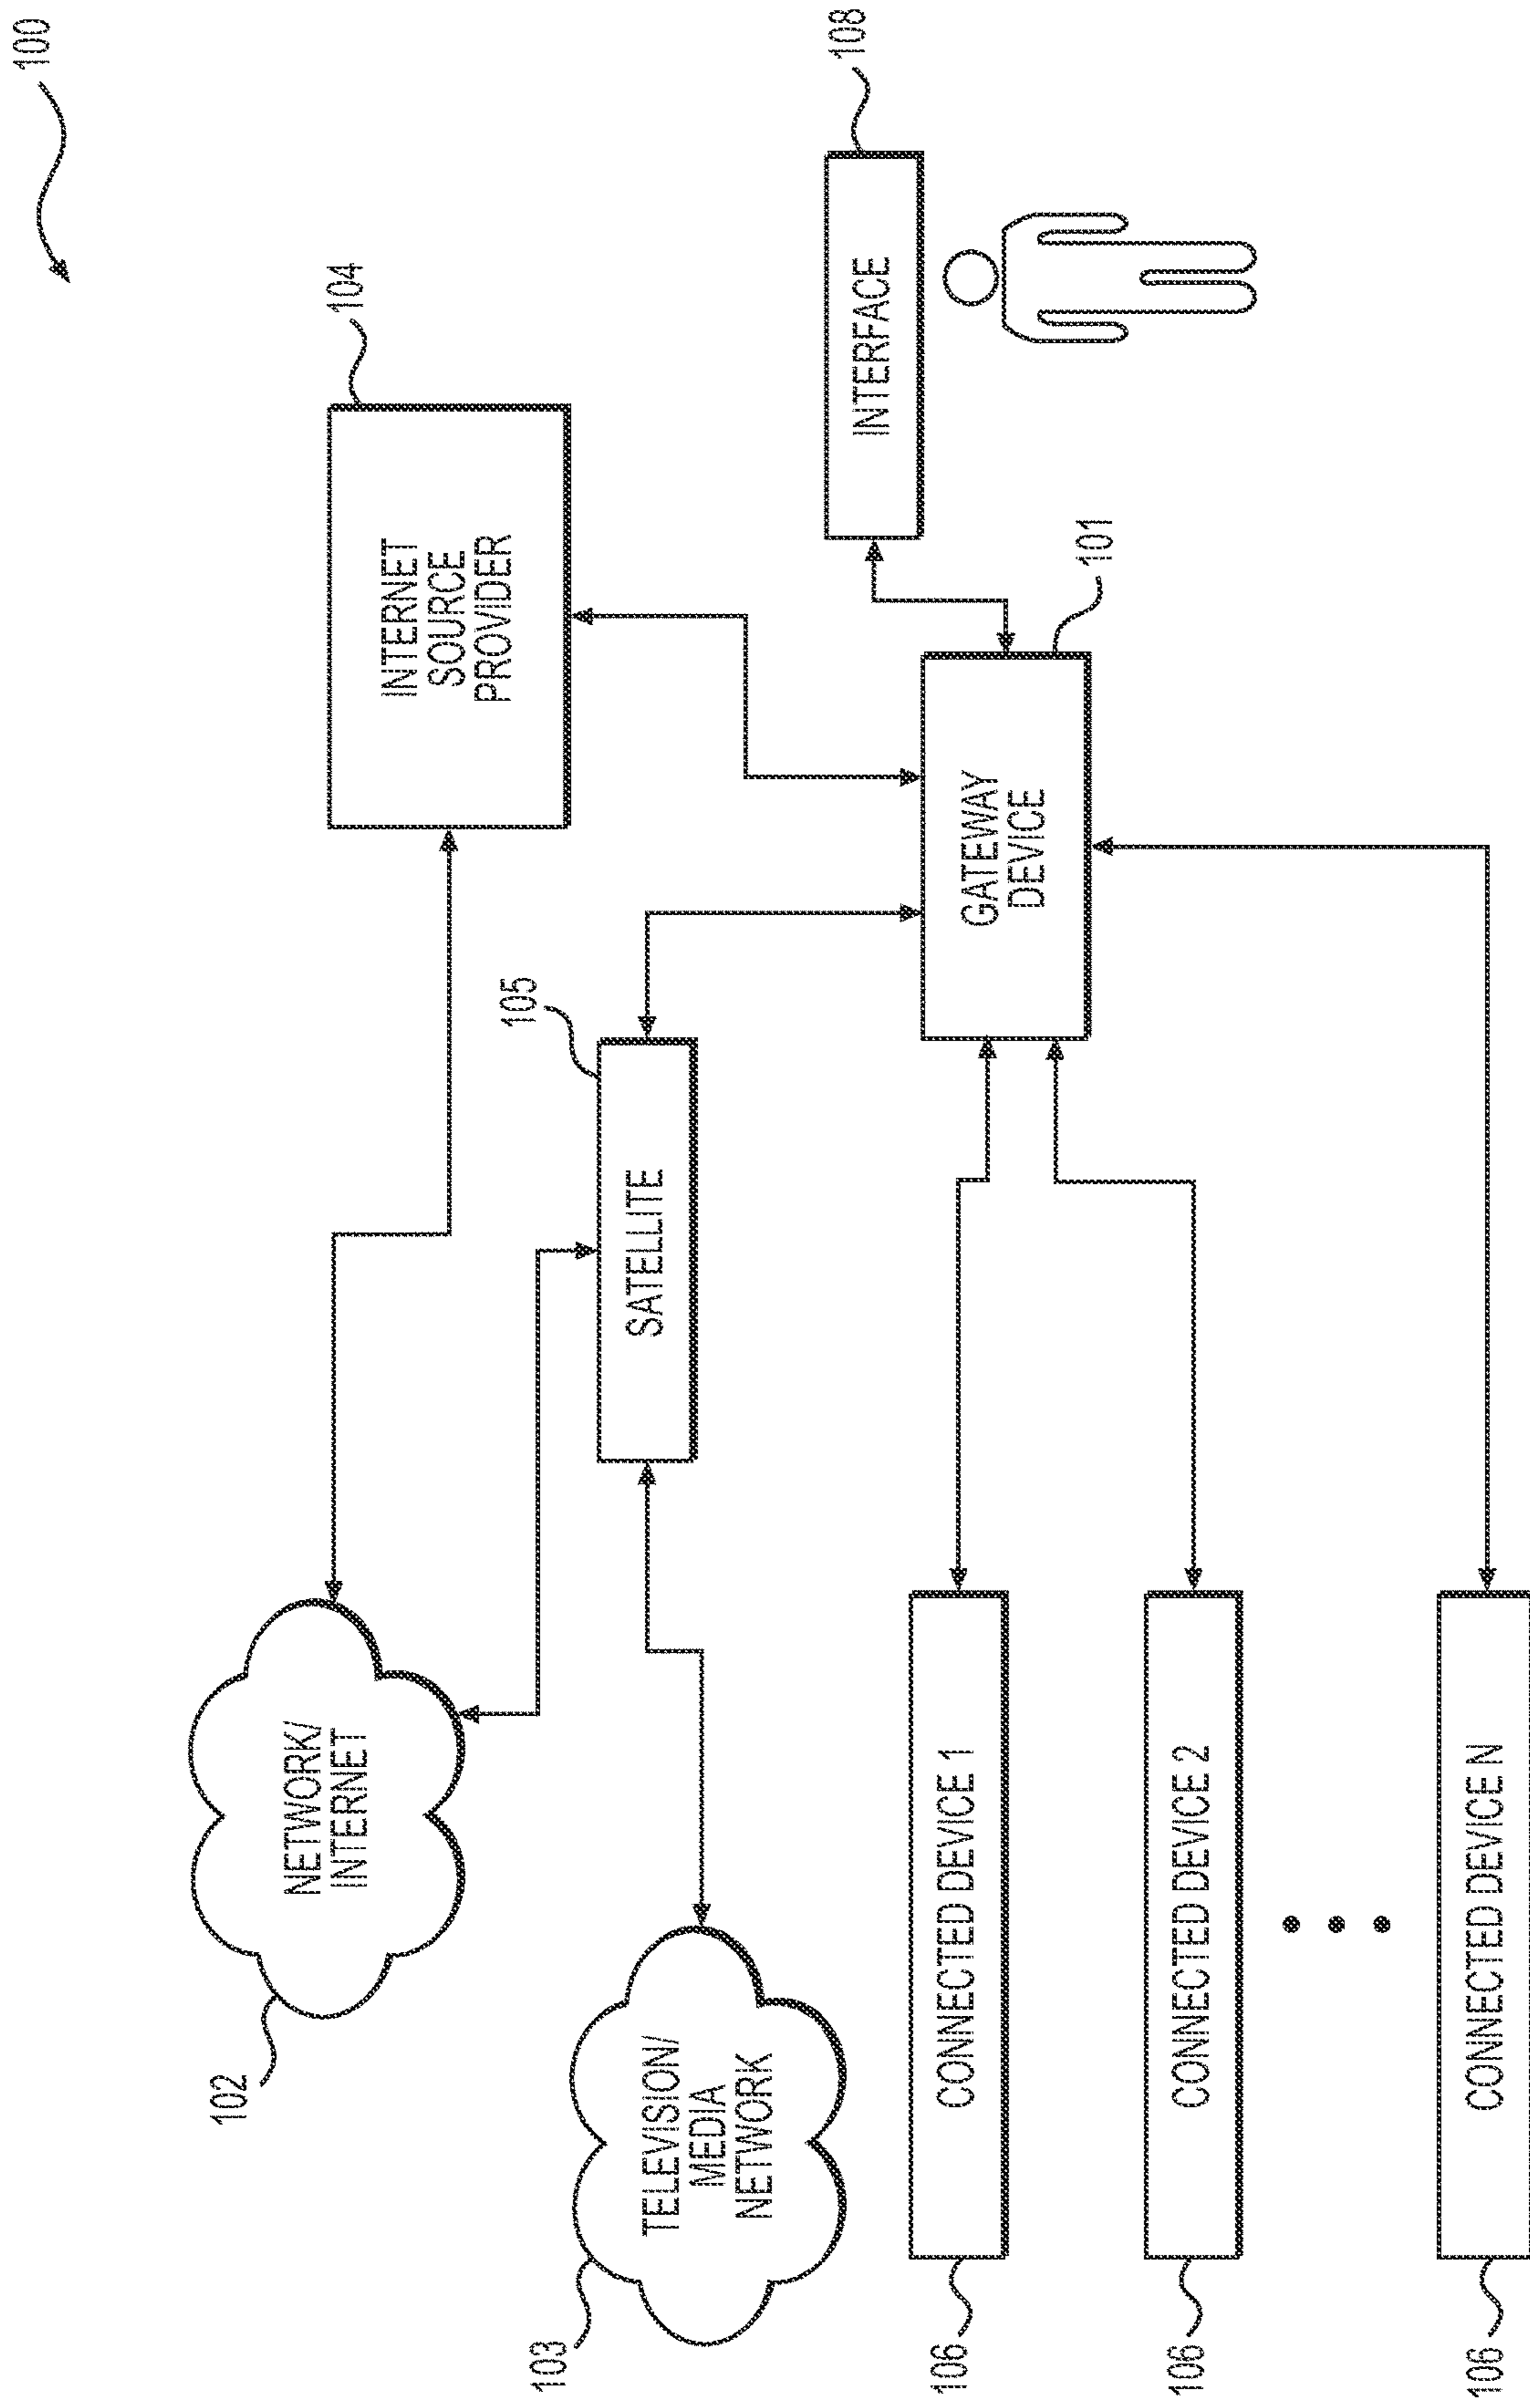 100
102
NETWORK/
INTERNET
104
INTERNET
SOURCE
PROVIDER
103
TELEVISION/
MEDIA
NETWORK
105
SATELLITE
108
INTERFACE
106
CONNECTED DEVICE 1
101
GATEWAY
DEVICE
106
CONNECTED DEVICE 2
106
CONNECTED DEVICE N